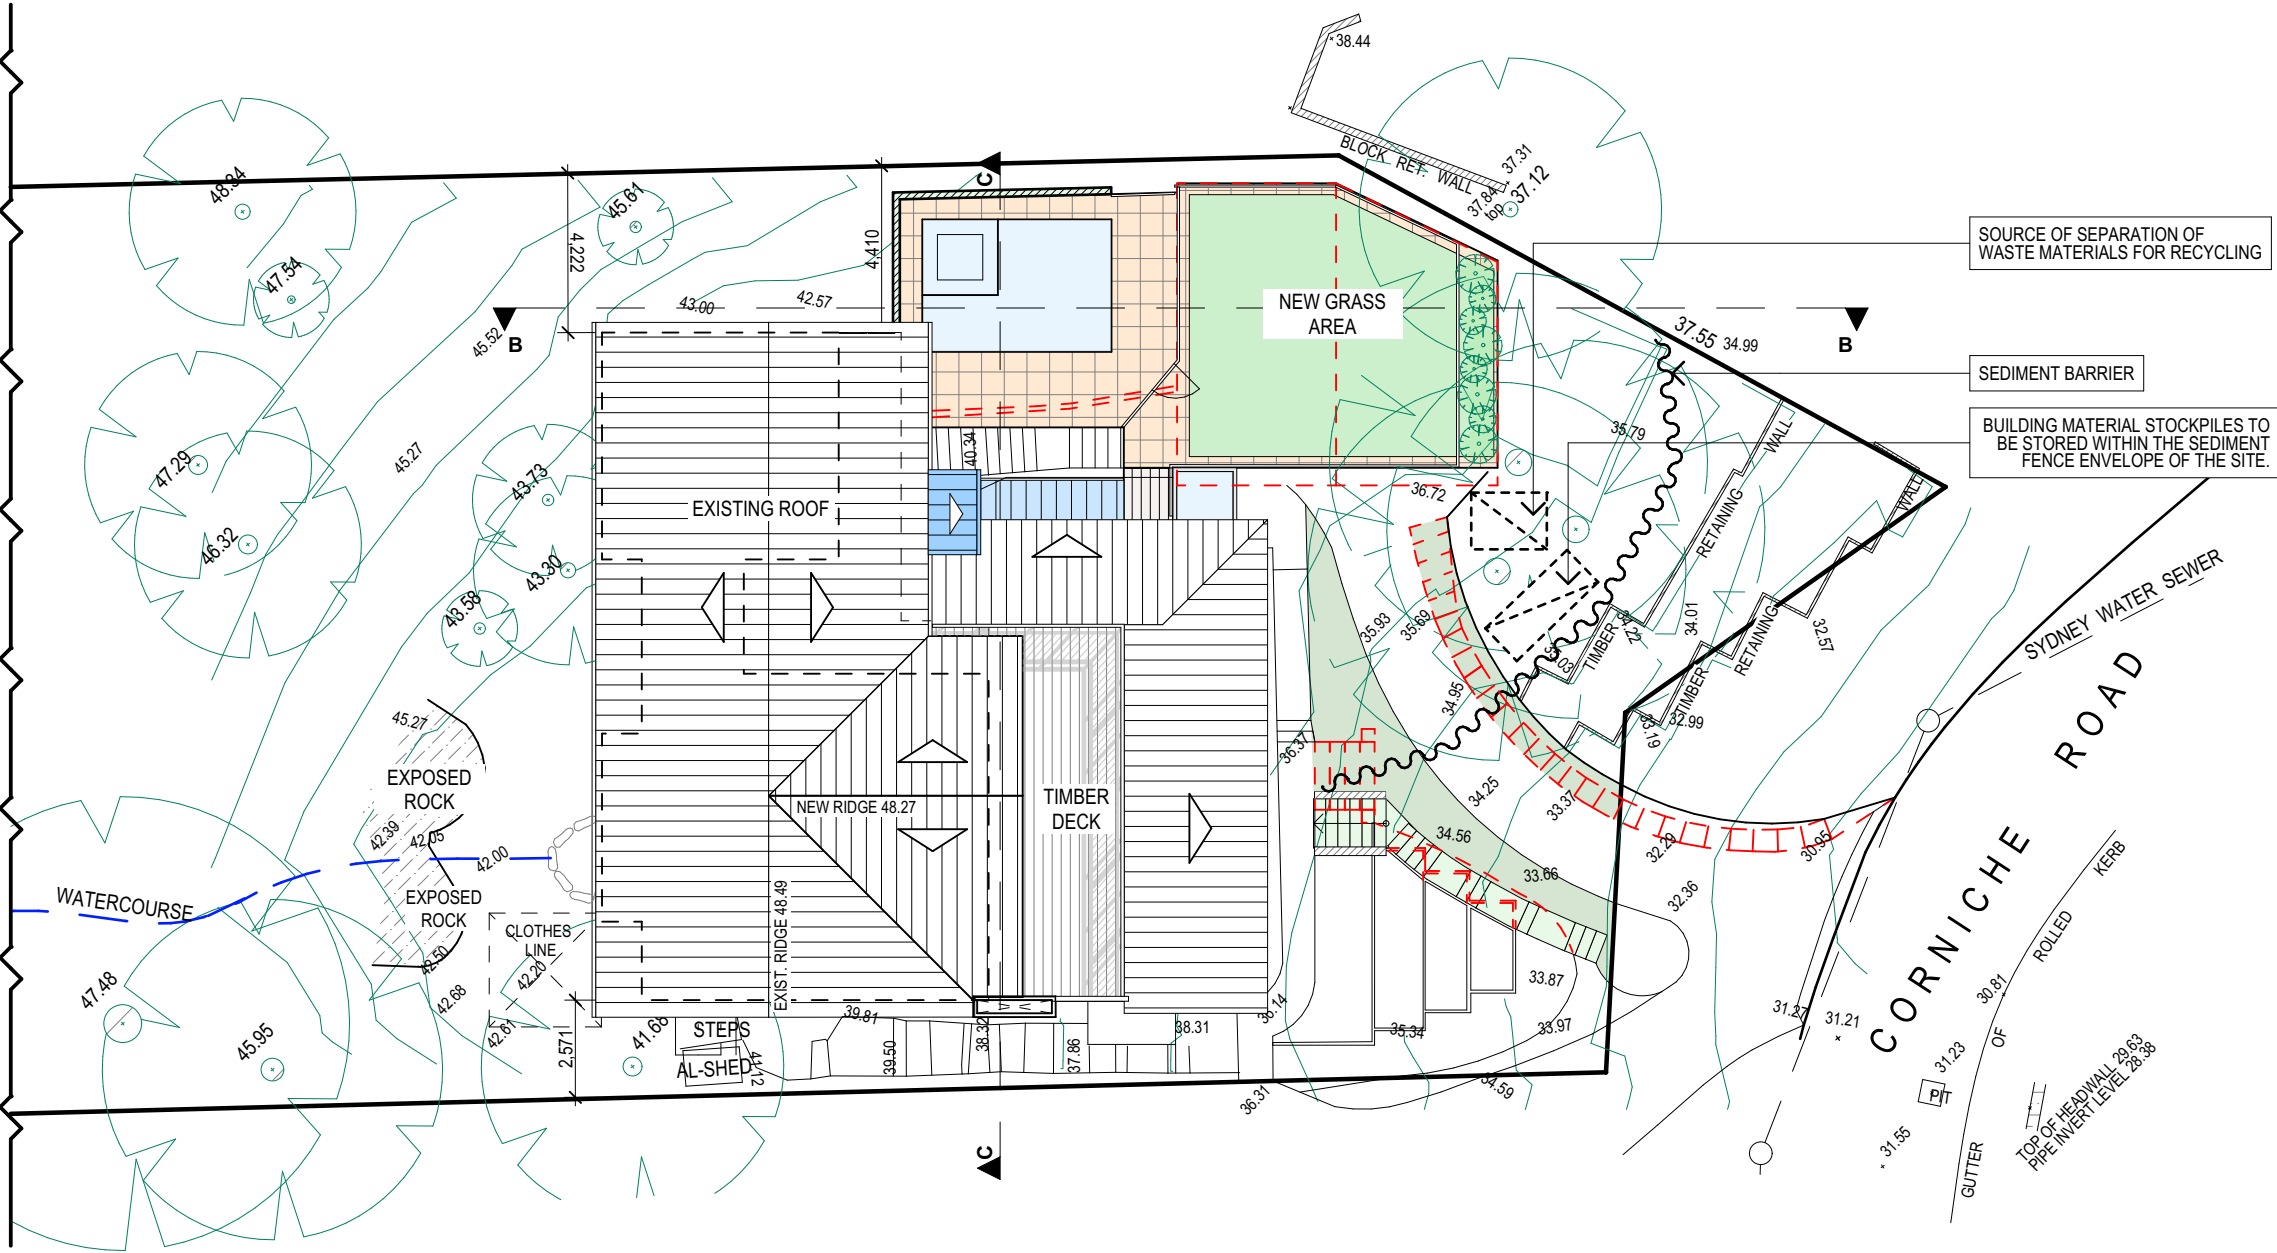 38.44
BLOCK RET. WALL
37.31
37.84
top
37.12
48.84
45.61
47.54
4,222
4,410
C
SOURCE OF SEPARATION OF
WASTE MATERIALS FOR RECYCLING
43.00
42.57
NEW GRASS
AREA
45.52
B
37.55
34.99
B
SEDIMENT BARRIER
BUILDING MATERIAL STOCKPILES TO
BE STORED WITHIN THE SEDIMENT
FENCE ENVELOPE OF THE SITE.
35.79
WALL
40.34
45.27
47.29
43.73
36.72
WALL
EXISTING ROOF
RETAINING
46.32
43.30
43.58
SYDNEY WATER SEWER
35.93
35.69
34.22
34.01
32.57
TIMBER
RETAINING
35.03
TIMBER
34.95
33.19
32.99
45.27
36.37
EXPOSED
ROCK
NEW RIDGE 48.27
TIMBER
DECK
34.25
33.37
42.39
42.05
42.00
34.56
32.29
30.95
CORNICHE ROAD
KERB
WATERCOURSE
EXPOSED
ROCK
33.66
32.36
EXIST. RIDGE 48.49
CLOTHES
LINE
42.20
42.50
ROLLED
47.48
42.68
33.87
30.81
36.14
31.27
31.21
39.81
42.61
41.68
STEPS
38.32
38.31
35.34
33.97
45.95
2,571
39.50
37.86
OF
31.23
AL-SHED
41.12
34.59
36.31
PIT
TOP OF HEADWALL 29.63
PIPE INVERT LEVEL 28.38
31.55
C
GUTTER